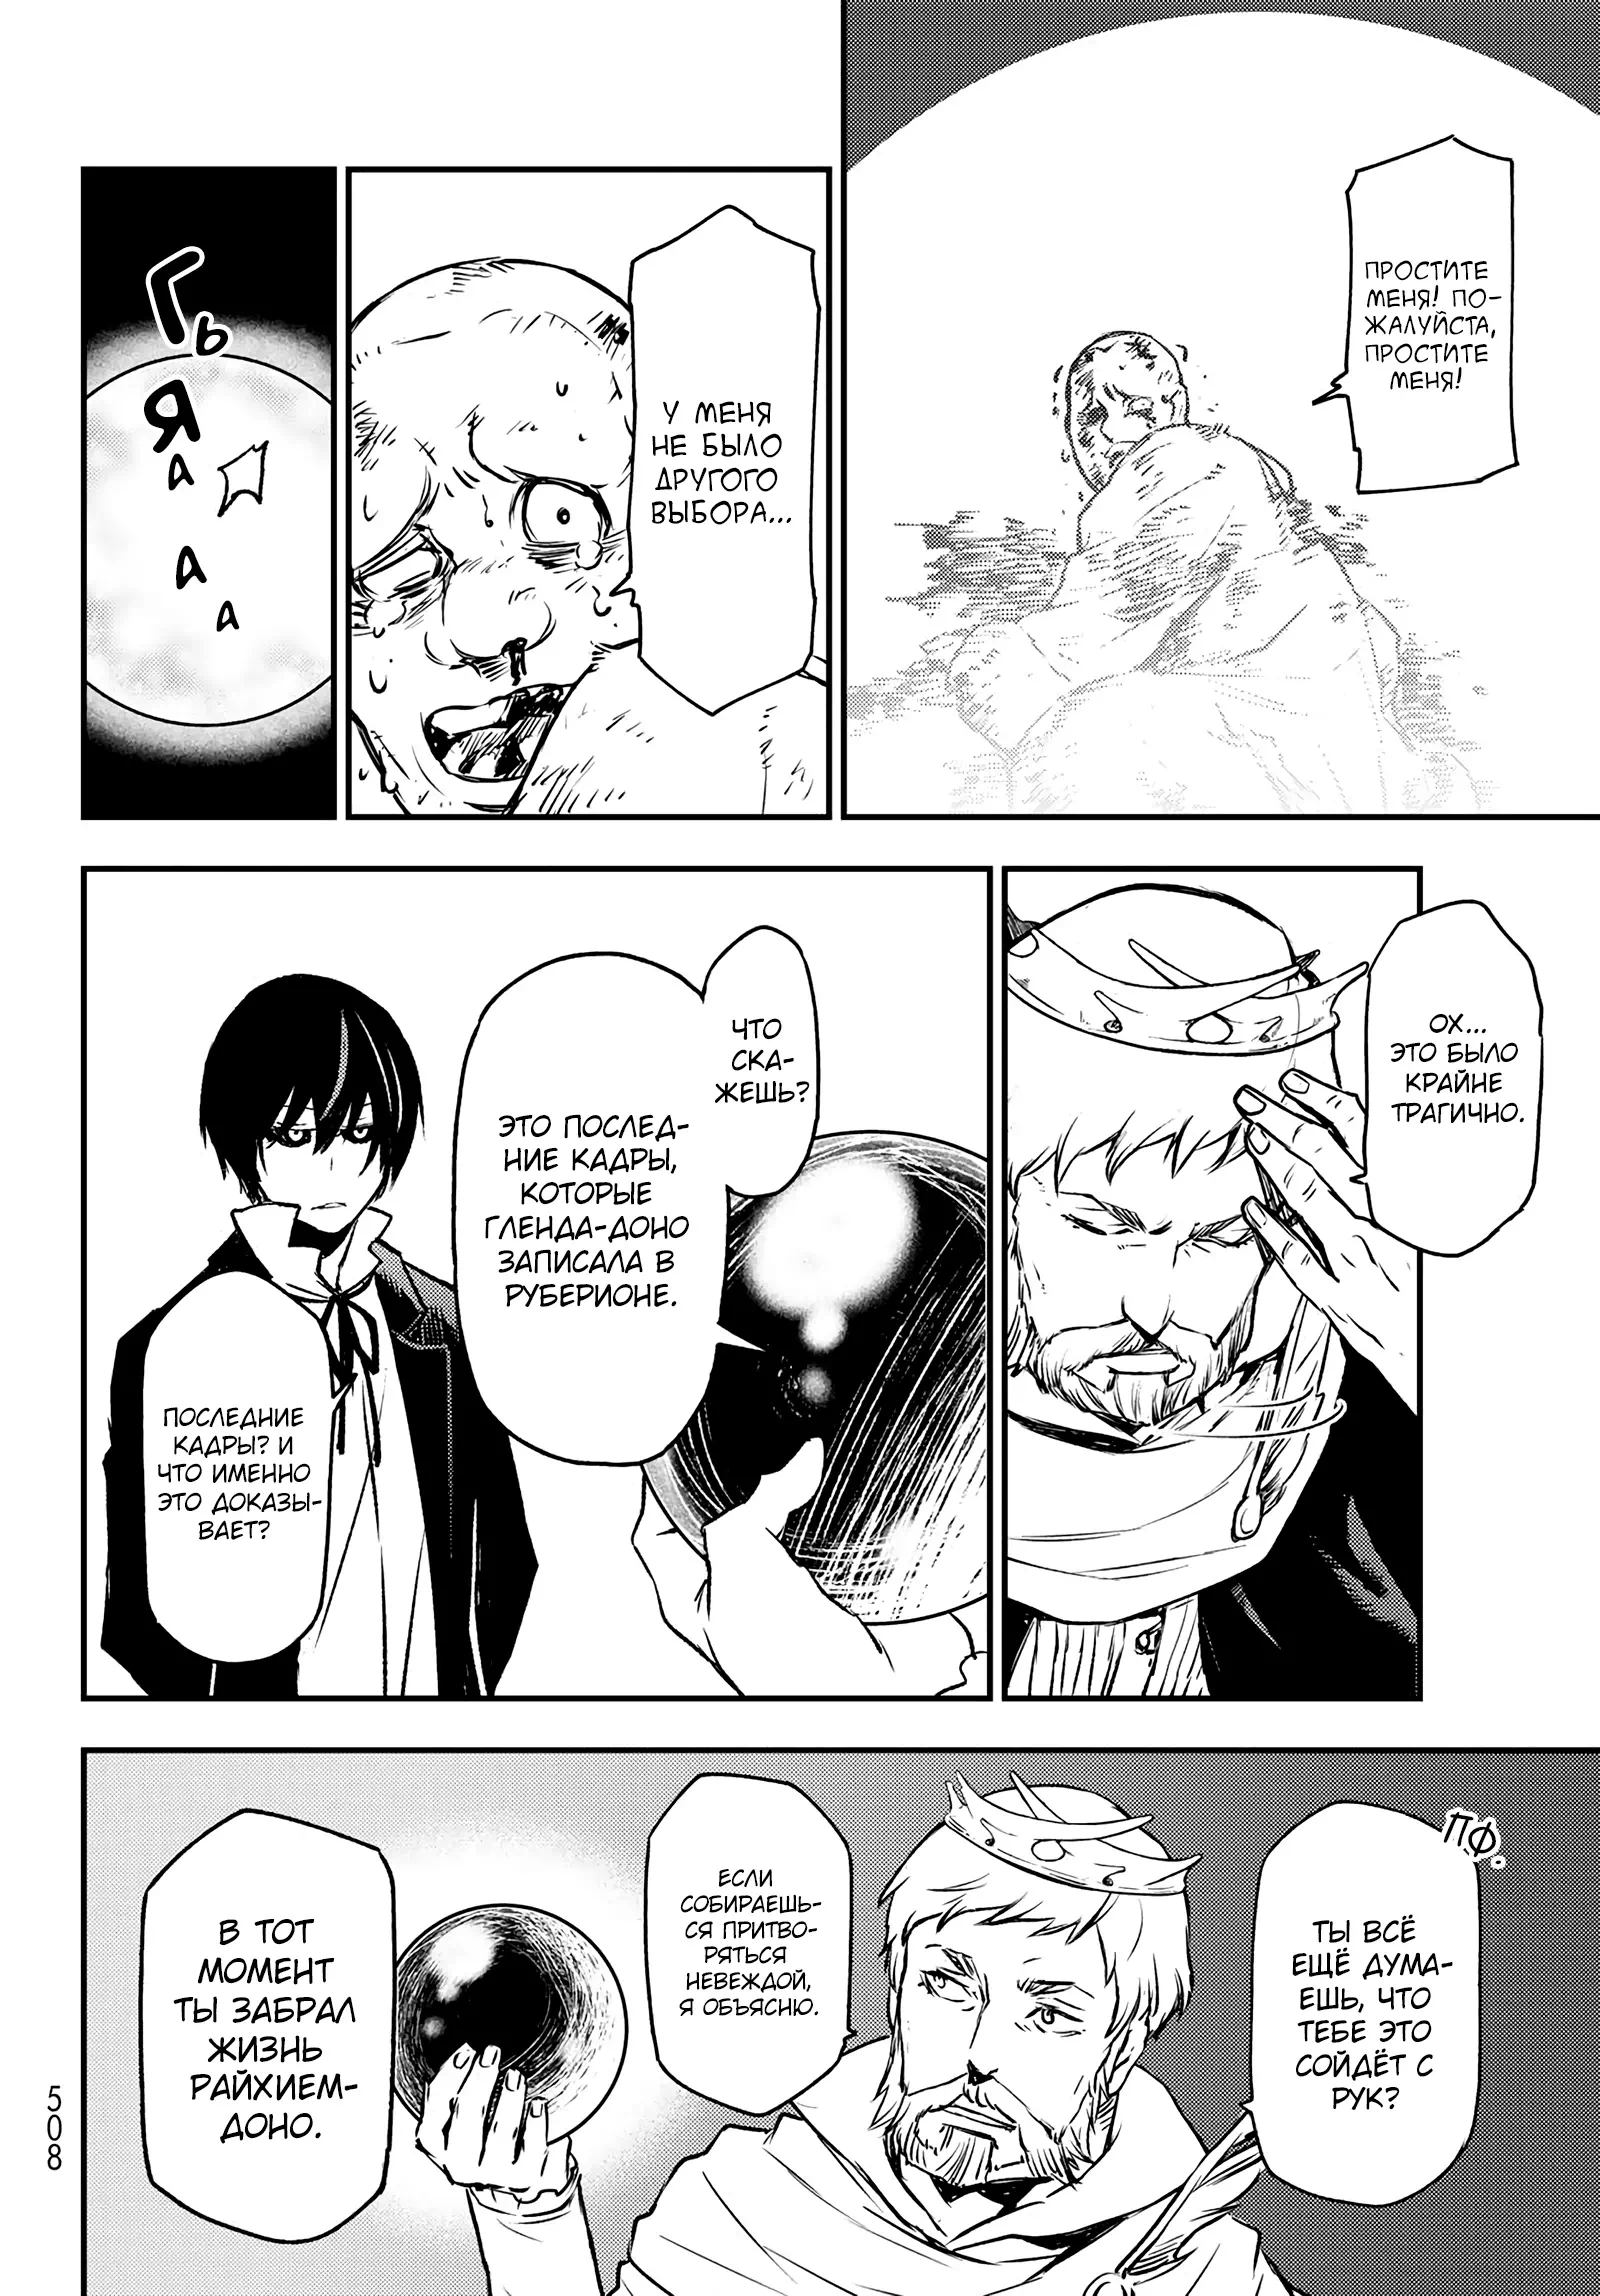 ПРОСТИТЕ
МЕНЯ! ПО-
ЖАЛУЙСТА,
ПРОСТИТЕ
МЕНЯ!
У МЕНЯ
НЕ БЫЛО
ДРУГОГО
ВЫБОРА...
ГЬ
Я
А
А
А
ОХ...
ЭТО БЫЛО
КРАЙНЕ
ТРАГИЧНО.
ЧТО
СКА-
ЖЕШЬ?
ЭТО ПОСЛЕД-
НИЕ КАДРЫ,
КОТОРЫЕ
ГЛЕНДА-ДОНО
ЗАПИСАЛА В
РУБЕРИОНЕ.
ПОСЛЕДНИЕ
КАДРЫ? И
ЧТО ИМЕННО
ЭТО ДОКАЗЫ-
ВАЕТ?
ПФ.
ТЫ ВСЁ
ЕЩЁ ДУМА-
ЕШЬ, ЧТО
ТЕБЕ ЭТО
СОЙДЁТ С
РУК?
ЕСЛИ
СОБИРАЕШЬ-
СЯ ПРИТВО-
РЯТЬСЯ
НЕВЕЖДОЙ,
Я ОБЪЯСНЮ.
В ТОТ
МОМЕНТ
ТЫ ЗАБРАЛ
ЖИЗНЬ
РАЙХИЕМ-
ДОНО.
508